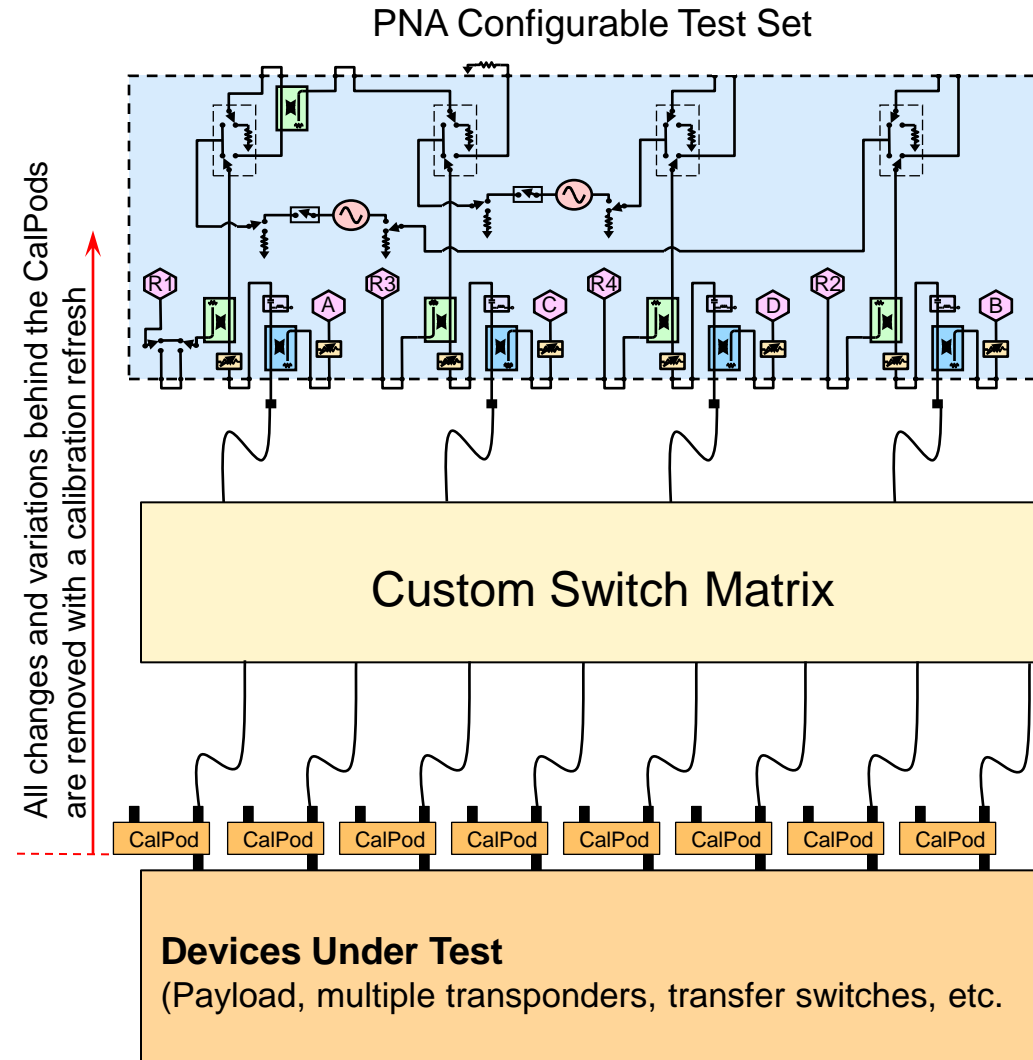 PNA Configurable Test Set
All changes and variations behind the CalPods
are removed with a calibration refresh
R1
A
R3
C
R4
D
R2
B
Custom Switch Matrix
CalPod
CalPod
CalPod
CalPod
CalPod
CalPod
CalPod
CalPod
Devices Under Test
(Payload, multiple transponders, transfer switches, etc.